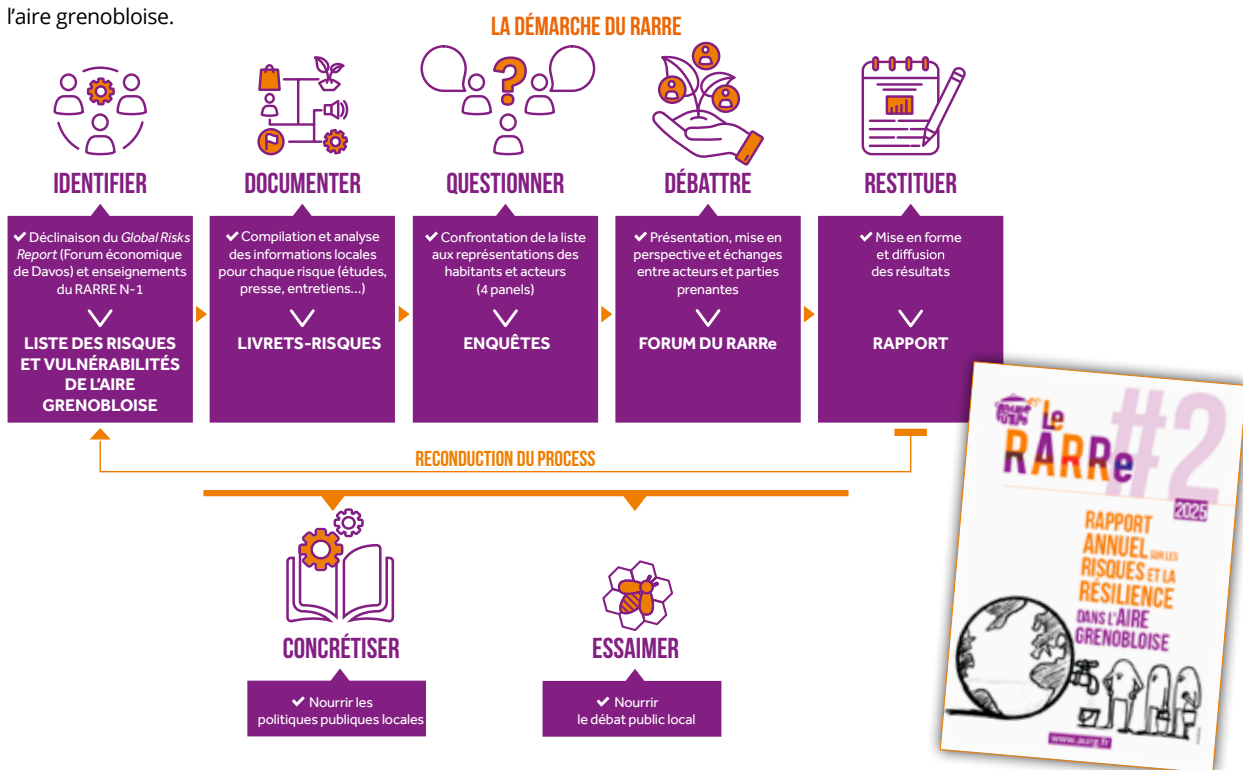 l'aire grenobloise.
LA DÉMARCHE DU RARRE
IDENTIFIER
✔ Déclinaison du Global Risks
Report (Forum économique
de Davos) et enseignements
du RARRE N-1
LISTE DES RISQUES
ET VULNÉRABILITÉS
DE L'AIRE
GRENOBLOISE
DOCUMENTER
✔ Compilation et analyse
des informations locales
pour chaque risque (études,
presse, entretiens...)
LIVRETS-RISQUES
QUESTIONNER
✔ Confrontation de la liste
aux représentations des
habitants et acteurs
(4 panels)
ENQUÊTES
DÉBATTRE
✔ Présentation, mise en
perspective et échanges
entre acteurs et parties
prenantes
FORUM DU RARRe
RESTITUER
✔ Mise en forme
et diffusion
des résultats
RAPPORT
RECONDUCTION DU PROCESS
CONCRÉTISER
✔ Nourrir les
politiques publiques locales
ESSAIMER
✔ Nourrir
le débat public local
Le
RARRe
#2
2025
RAPPORT
ANNUEL SUR LES
RISQUES ET LA
RÉSILIENCE
DANS L'AIRE
GRENOBLOISE
www.aurg.fr